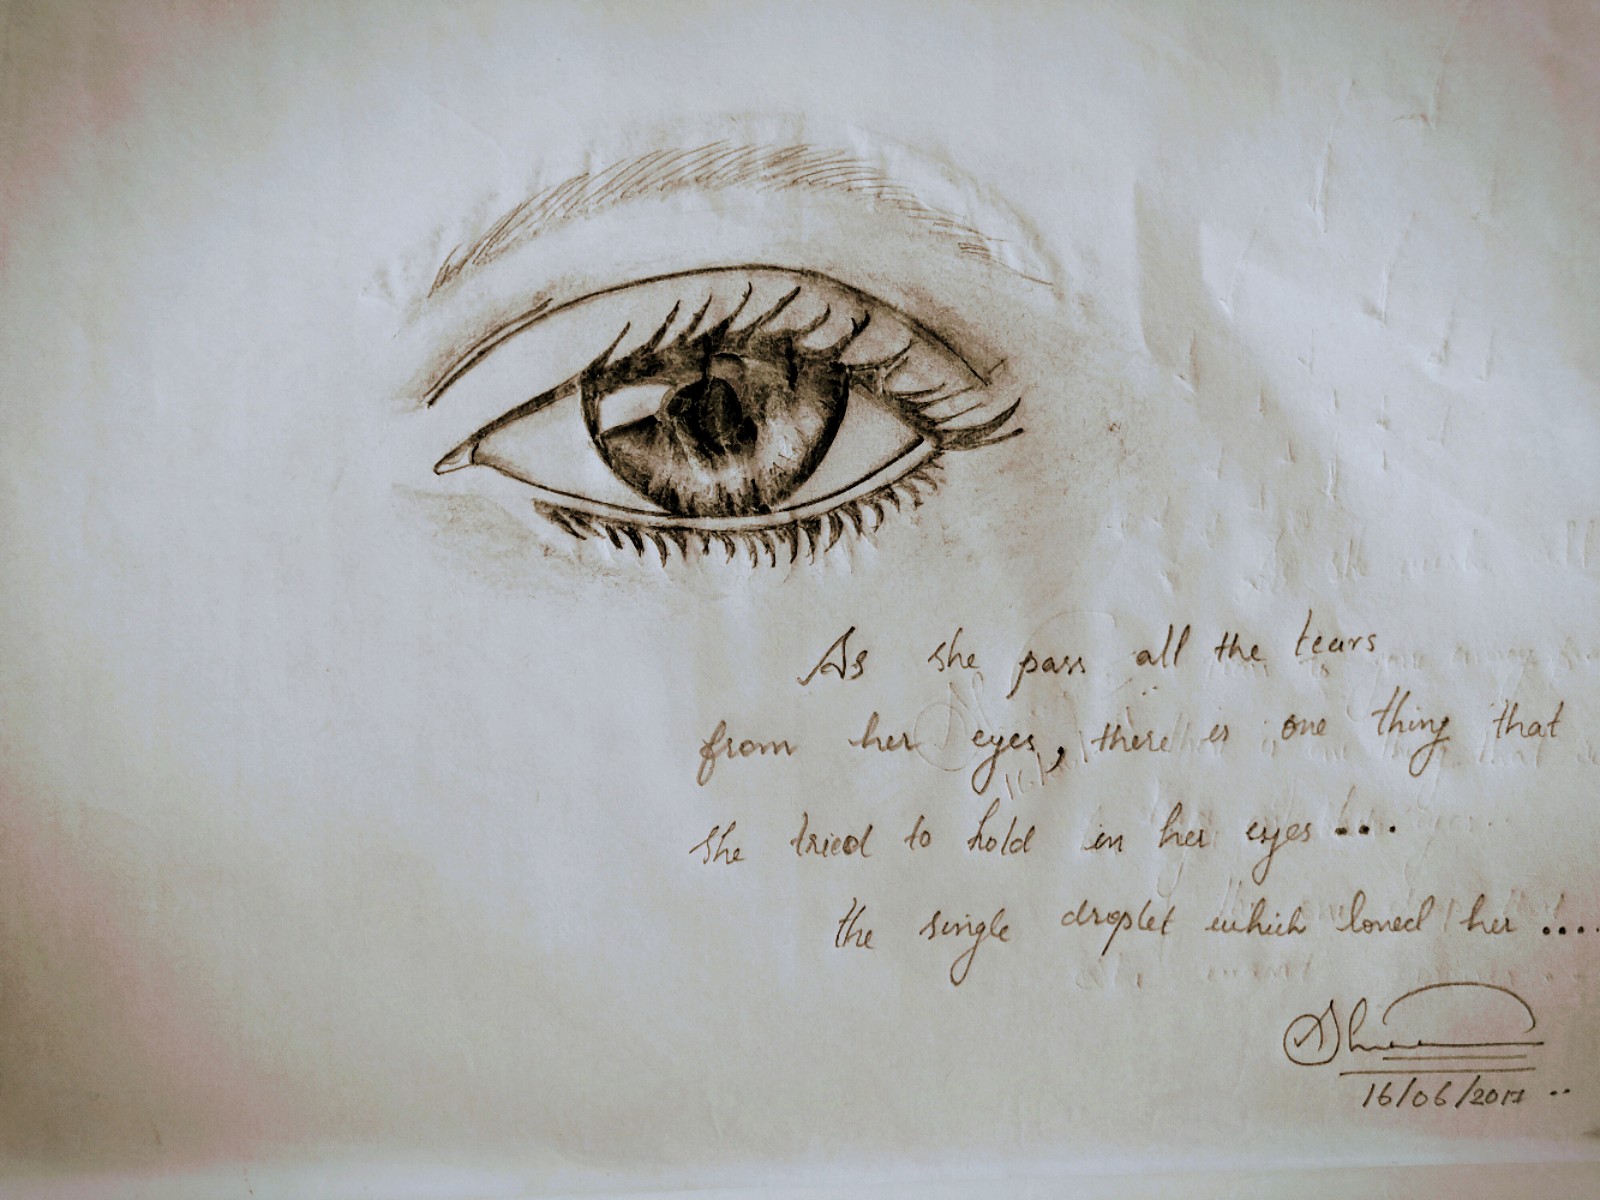 As she pass all the tears
from her eyes, there is one thing that
she tried to hold in her eyes ...
the single droplet which loved her ....
16/06/2017 ..